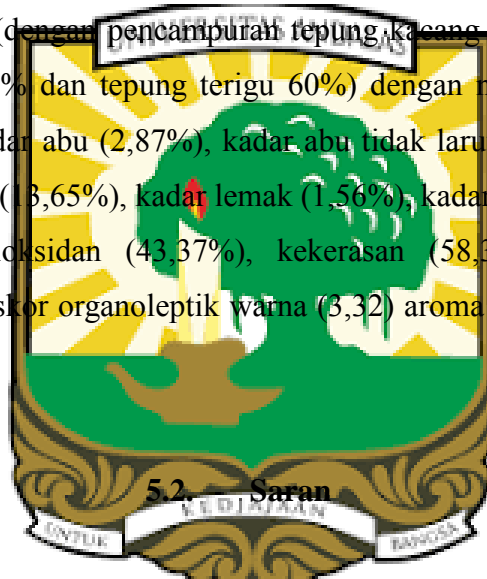 (dengan pencampuran tepung kacang
UNIVERSITAS ANDALAS
% dan tepung terigu 60%) dengan
dar abu (2,87%), kadar abu tidak
(13,65%), kadar lemak (1,56%), kadar
oksidan (43,37%), kekerasan (58,
skor organoleptik warna (3,32) aroma
5.2. Saran
KEDJAJAAN
UNTUK BANGSA